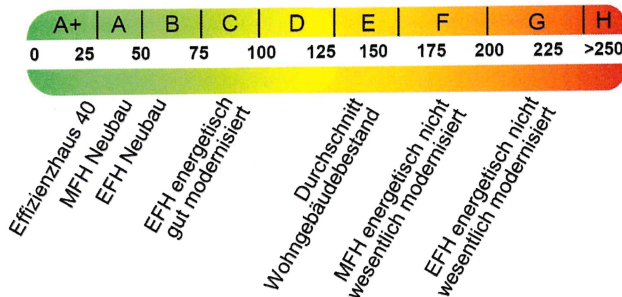 A+ A B C D E F G H
0 25 50 75 100 125 150 175 200 225 >250
Effizienzhaus 40
MFH Neubau
EFH Neubau
EFH energetisch
gut modernisiert
Durchschnitt
Wohngebäudebestand
MFH energetisch nicht
wesentlich modernisiert
EFH energetisch nicht
wesentlich modernisiert